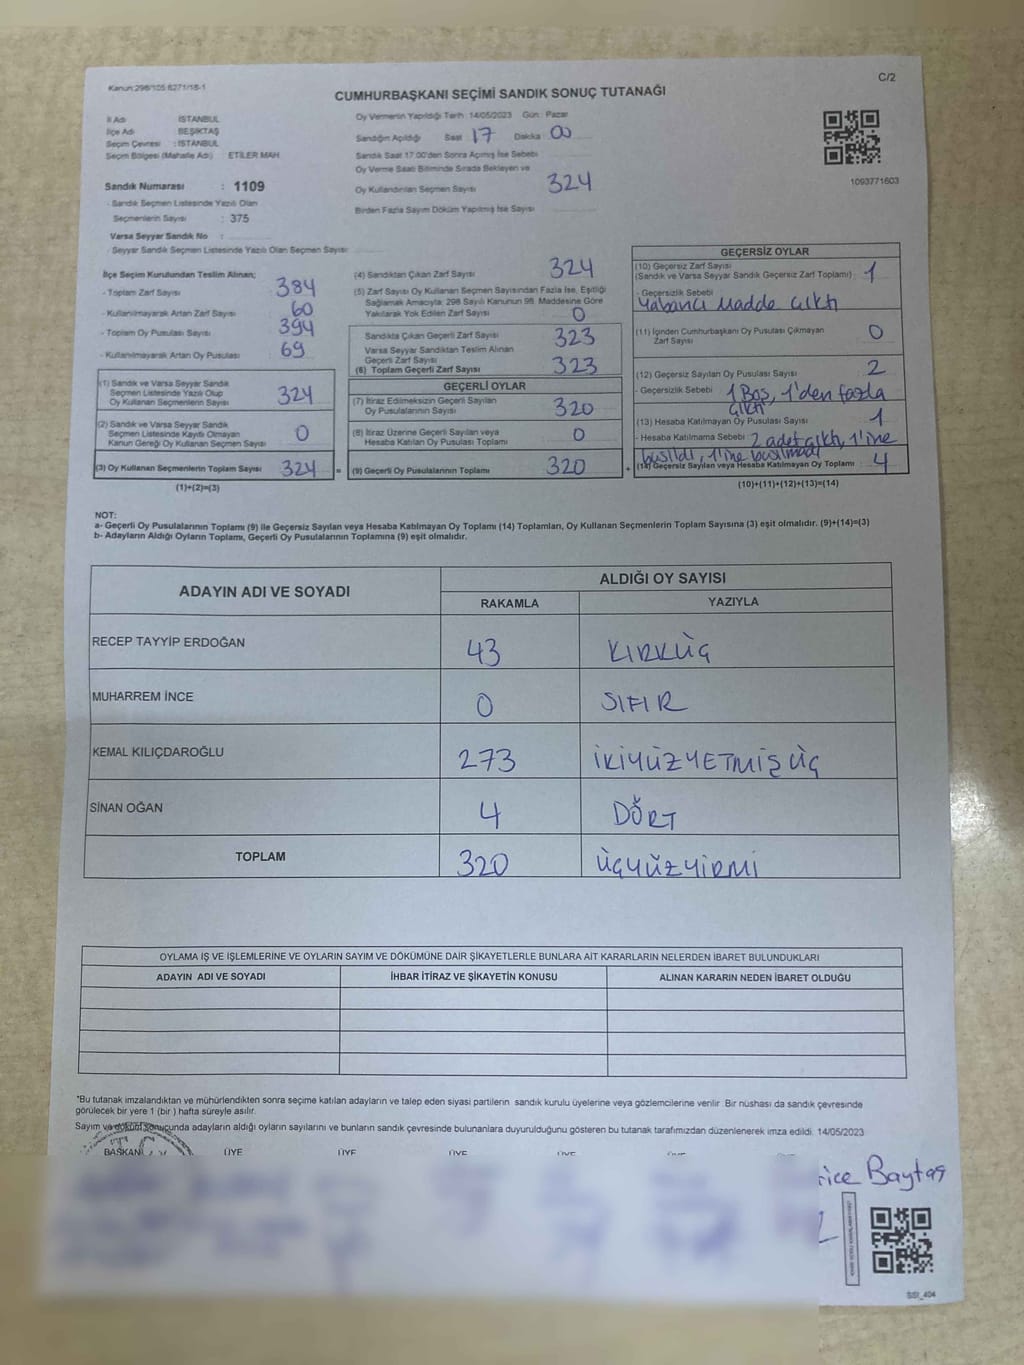 Kanun:298/105 6271/18-1
C/2
CUMHURBAŞKANI SEÇİMİ SANDIK SONUÇ TUTANAĞI
İl Adı : İSTANBUL
İlçe Adı : BEŞİKTAŞ
Seçim Çevresi : İSTANBUL
Seçim Bölgesi (Mahalle Adı) : ETİLER MAH
Oy Vermenin Yapıldığı Tarih : 14/05/2023 Gün : Pazar
Sandığın Açıldığı Saat : 17 Dakika : 00
Sandık Saat 17.00'den Sonra Açılmış İse Sebebi
Oy Verme Saati Bitiminde Sırada Bekleyen ve
Oy Kullandırılan Seçmen Sayısı 324
Birden Fazla Sayım Döküm Yapılmış İse Sayısı
1093771603
Sandık Numarası : 1109
- Sandık Seçmen Listesinde Yazılı Olan
Seçmenlerin Sayısı : 375
Varsa Seyyar Sandık No :
- Seyyar Sandık Seçmen Listesinde Yazılı Olan Seçmen Sayısı:
İlçe Seçim Kurulundan Teslim Alınan;
- Toplam Zarf Sayısı : 384
- Kullanılmayarak Artan Zarf Sayısı : 60
- Toplam Oy Pusulası Sayısı : 394
- Kullanılmayarak Artan Oy Pusulası : 69
(1) Sandık ve Varsa Seyyar Sandık
Seçmen Listesinde Yazılı Olup
Oy Kullanan Seçmenlerin Sayısı : 324
(2) Sandık ve Varsa Seyyar Sandık
Seçmen Listesinde Kayıtlı Olmayan
Kanun Gereği Oy Kullanan Seçmen Sayısı : 0
(3) Oy Kullanan Seçmenlerin Toplam Sayısı : 324 =
(1)+(2)=(3)
(4) Sandıktan Çıkan Zarf Sayısı : 324
(5) Zarf Sayısı Oy Kullanan Seçmen Sayısından Fazla İse, Eşitliği
Sağlamak Amacıyla; 298 Sayılı Kanunun 98. Maddesine Göre
Yakılarak Yok Edilen Zarf Sayısı : 0
Sandıkta Çıkan Geçerli Zarf Sayısı : 323
Varsa Seyyar Sandıktan Teslim Alınan
Geçerli Zarf Sayısı
(6) Toplam Geçerli Zarf Sayısı : 323
GEÇERLİ OYLAR
(7) İtiraz Edilmeksizin Geçerli Sayılan
Oy Pusulalarının Sayısı : 320
(8) İtiraz Üzerine Geçerli Sayılan veya
Hesaba Katılan Oy Pusulası Toplamı : 0
(9) Geçerli Oy Pusulalarının Toplamı : 320 +
GEÇERSİZ OYLAR
(10) Geçersiz Zarf Sayısı
(Sandık ve Varsa Seyyar Sandık Geçersiz Zarf Toplamı) : 1
- Geçersizlik Sebebi
Yabancı Madde çıktı
(11) İçinden Cumhurbaşkanı Oy Pusulası Çıkmayan
Zarf Sayısı : 0
(12) Geçersiz Sayılan Oy Pusulası Sayısı : 2
- Geçersizlik Sebebi : 1 Boş, 1'den fazla
çıktı
(13) Hesaba Katılmayan Oy Pusulası Sayısı : 1
- Hesaba Katılmama Sebebi : 2 adet çıktı, 1'ine
basıldı, 1'ine basılmadı
(14) Geçersiz Sayılan veya Hesaba Katılmayan Oy Toplamı : 4
(10)+(11)+(12)+(13)=(14)
NOT:
a- Geçerli Oy Pusulalarının Toplamı (9) ile Geçersiz Sayılan veya Hesaba Katılmayan Oy Toplamı (14) Toplamları, Oy Kullanan Seçmenlerin Toplam Sayısına (3) eşit olmalıdır. (9)+(14)=(3)
b- Adayların Aldığı Oyların Toplamı, Geçerli Oy Pusulalarının Toplamına (9) eşit olmalıdır.
ADAYIN ADI VE SOYADI
ALDIĞI OY SAYISI
RAKAMLA YAZIYLA
RECEP TAYYİP ERDOĞAN 43 KIRKÜÇ
MUHARREM İNCE 0 SIFIR
KEMAL KILIÇDAROĞLU 273 İKİYÜZYETMİŞÜÇ
SİNAN OĞAN 4 DÖRT
TOPLAM 320 ÜÇYÜZYİRMİ
OYLAMA İŞ VE İŞLEMLERİNE VE OYLARIN SAYIM VE DÖKÜMÜNE DAİR ŞİKAYETLERLE BUNLARA AİT KARARLARIN NELERDEN İBARET BULUNDUKLARI
ADAYIN ADI VE SOYADI İHBAR İTİRAZ VE ŞİKAYETİN KONUSU ALINAN KARARIN NEDEN İBARET OLDUĞU
"Bu tutanak imzalandıktan ve mühürlendikten sonra seçime katılan adayların ve talep eden siyasi partilerin sandık kurulu üyelerine veya gözlemcilerine verilir. Bir nüshası da sandık çevresinde
görülecek bir yere 1 (bir ) hafta süreyle asılır.
Sayım ve döküm sonucunda adayların aldığı oyların sayılarını ve bunların sandık çevresinde bulunanlara duyurulduğunu gösteren bu tutanak tarafımızdan düzenlenerek imza edildi. 14/05/2023
BAŞKAN ÜYE ÜYE ÜYE ÜYE
rice Baytaş
SSI_404